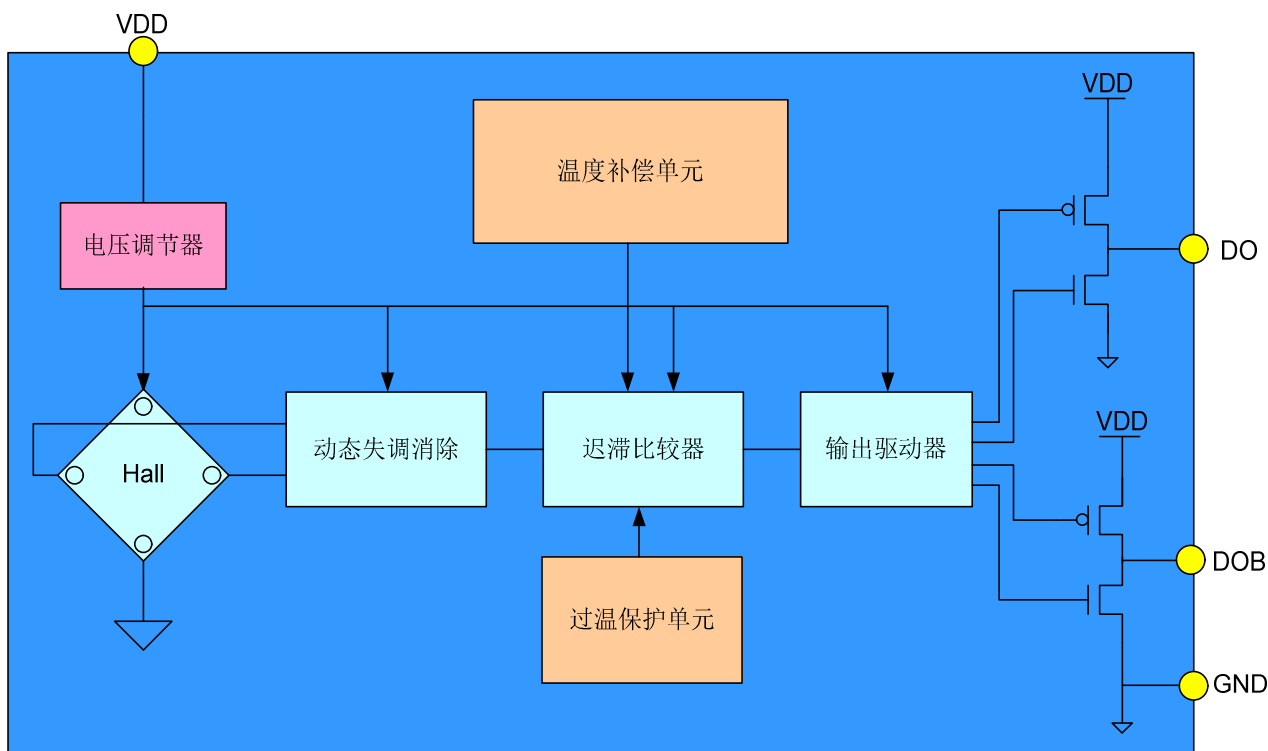 VDD
VDD
温度补偿单元
电压调节器
DO
VDD
Hall
动态失调消除
迟滞比较器
输出驱动器
DOB
过温保护单元
GND